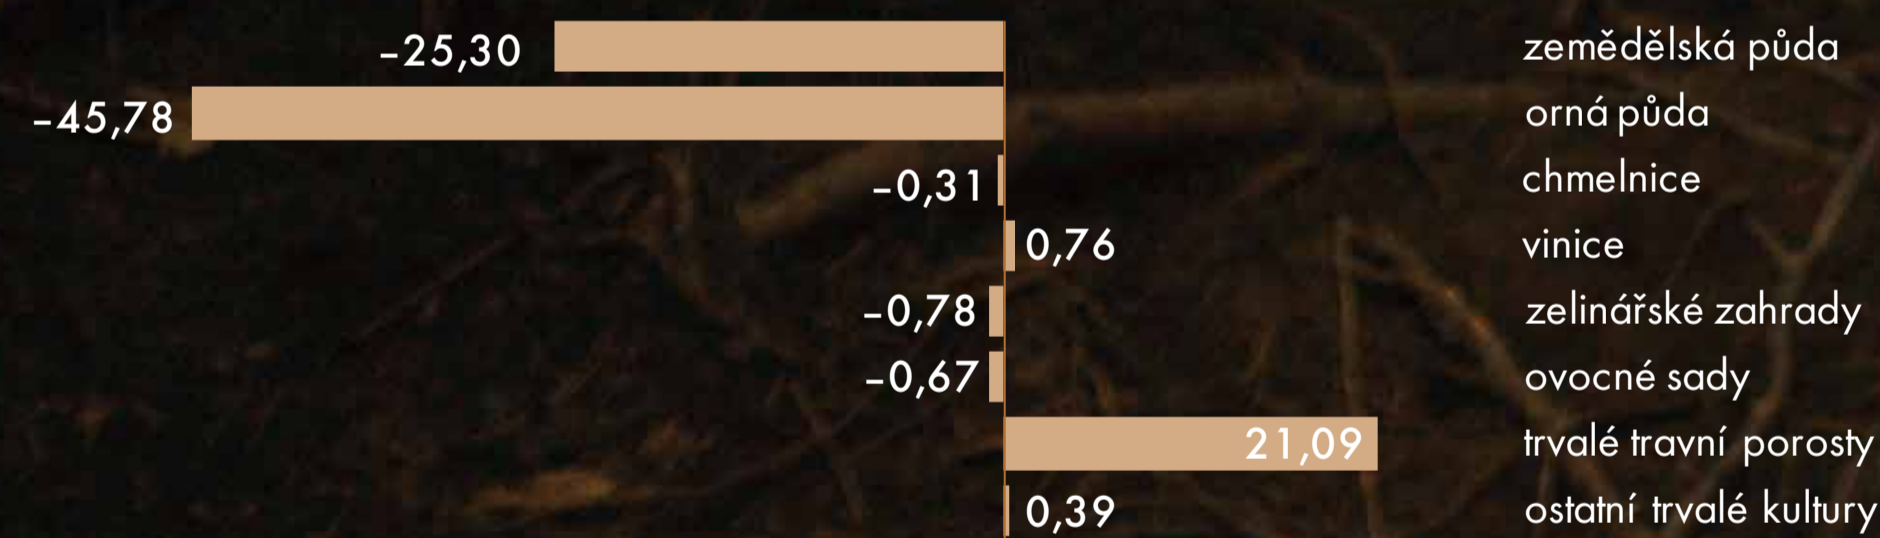 −25,30 zemědělská půda
−45,78 orná půda
−0,31 chmelnice
0,76 vinice
−0,78 zelinářské zahrady
−0,67 ovocné sady
21,09 trvalé travní porosty
0,39 ostatní trvalé kultury